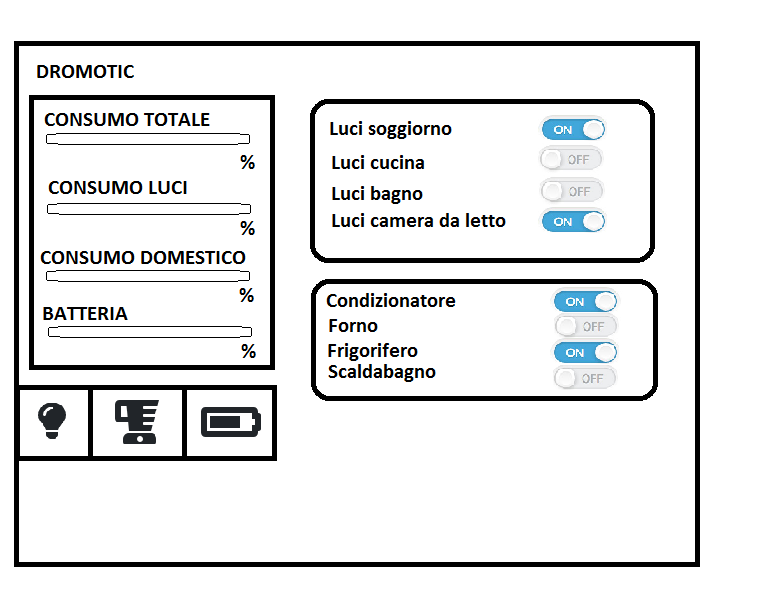 DROMOTIC
CONSUMO TOTALE
%
CONSUMO LUCI
%
CONSUMO DOMESTICO
%
BATTERIA
%
Luci soggiorno ON
Luci cucina OFF
Luci bagno OFF
Luci camera da letto ON
Condizionatore ON
Forno OFF
Frigorifero ON
Scaldabagno OFF